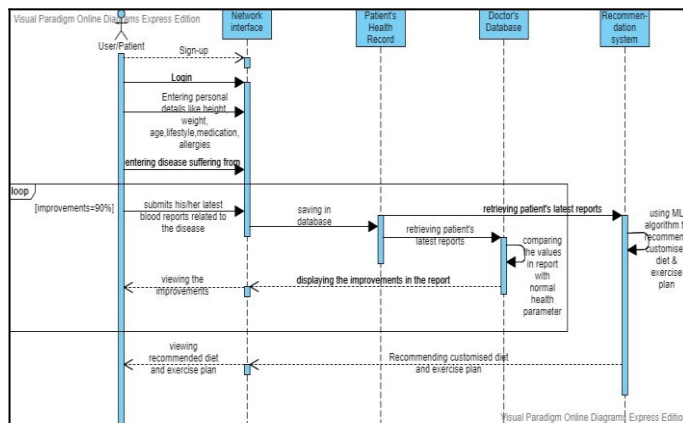 Visual Paradigm Online Diagrams Express Edition
User/Patient
Network
interface
Patient's
Health
Record
Doctor's
Database
Recommen-
dation
system
Sign-up
Login
Entering personal
details like height,
weight,
age,lifestyle,medication,
allergies
entering disease suffering from
loop
[improvements=90%]
submits his/her latest
blood reports related to
the disease
saving in
database
retrieving patient's latest reports
retrieving patient's
latest reports
comparing
the values
in report
with
normal
health
parameter
using ML
algorithm
recommen
customise
diet &
exercise
plan
displaying the improvements in the report
viewing the
improvements
viewing
recommended diet
and exercise plan
Recommending customised diet
and exercise plan
Visual Paradigm Online Diagrams Express Edition